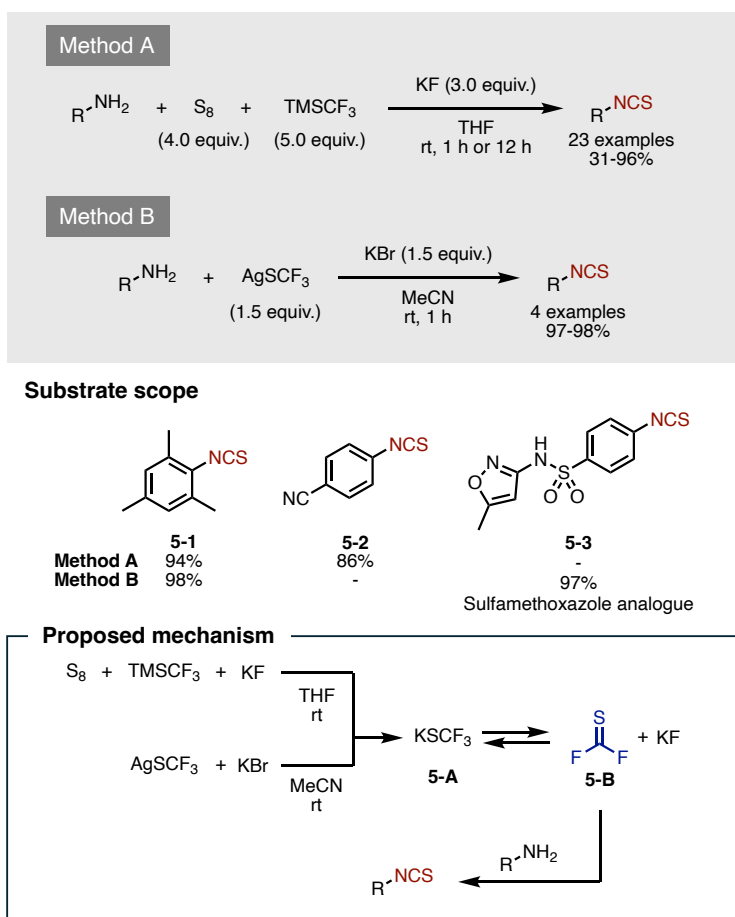 Method A
R NH2 + S8 + TMSCF3 KF (3.0 equiv.) R NCS
(4.0 equiv.) (5.0 equiv.) THF 23 examples
rt, 1 h or 12 h 31-96%
Method B
R NH2 + AgSCF3 KBr (1.5 equiv.) R NCS
(1.5 equiv.) MeCN 4 examples
rt, 1 h 97-98%
Substrate scope
NCS
NC NCS
O N H N S O O NCS
5-1 5-2 5-3
Method A 94% 86% -
Method B 98% - 97%
Sulfamethoxazole analogue
Proposed mechanism
S8 + TMSCF3 + KF
THF
rt
AgSCF3 + KBr
MeCN
rt
KSCF3
5-A
S
F F + KF
5-B
R NH2
R NCS